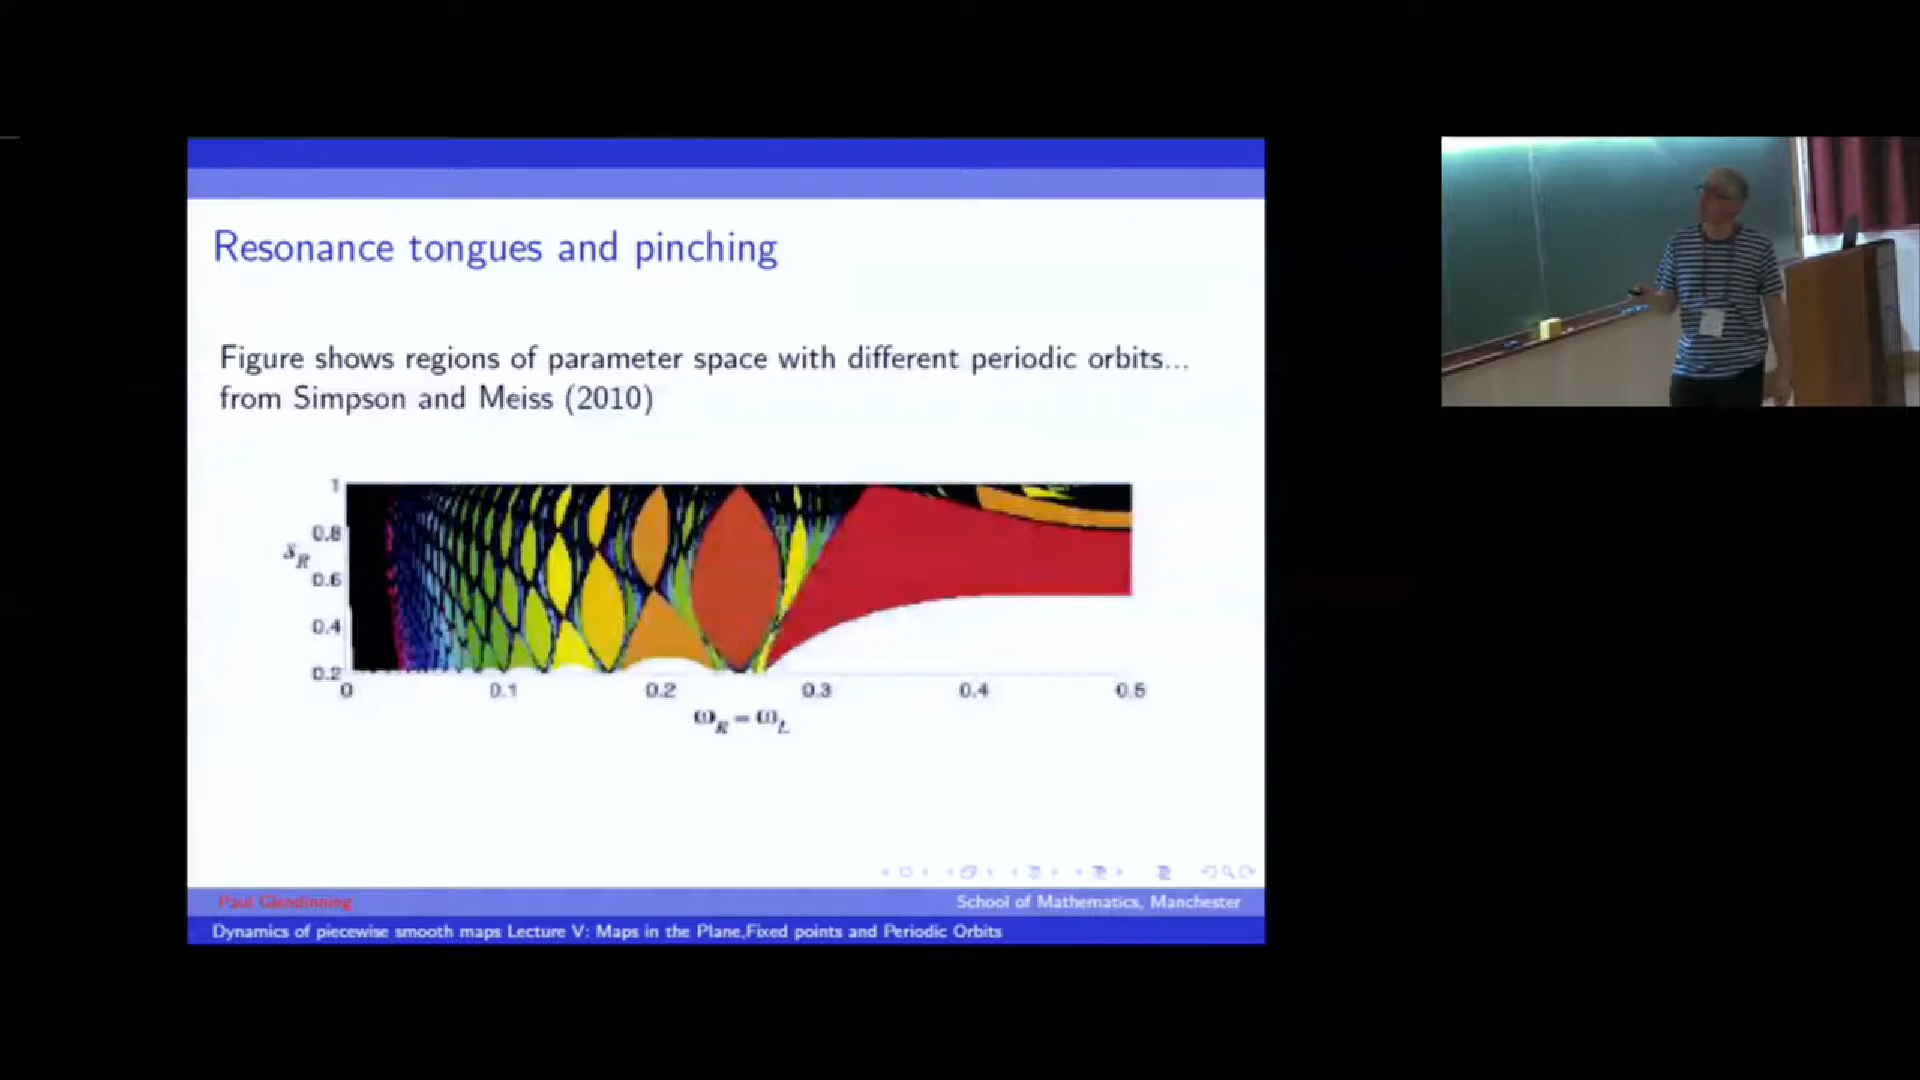 Resonance tongues and pinching
Figure shows regions of parameter space with different periodic orbits...
from Simpson and Meiss (2010)
1
0.8
s_R
0.6
0.4
0.2
0 0.1 0.2 0.3 0.4 0.5
ω_R = ω_L
Paul Glendinning School of Mathematics, Manchester
Dynamics of piecewise smooth maps Lecture V: Maps in the Plane,Fixed points and Periodic Orbits